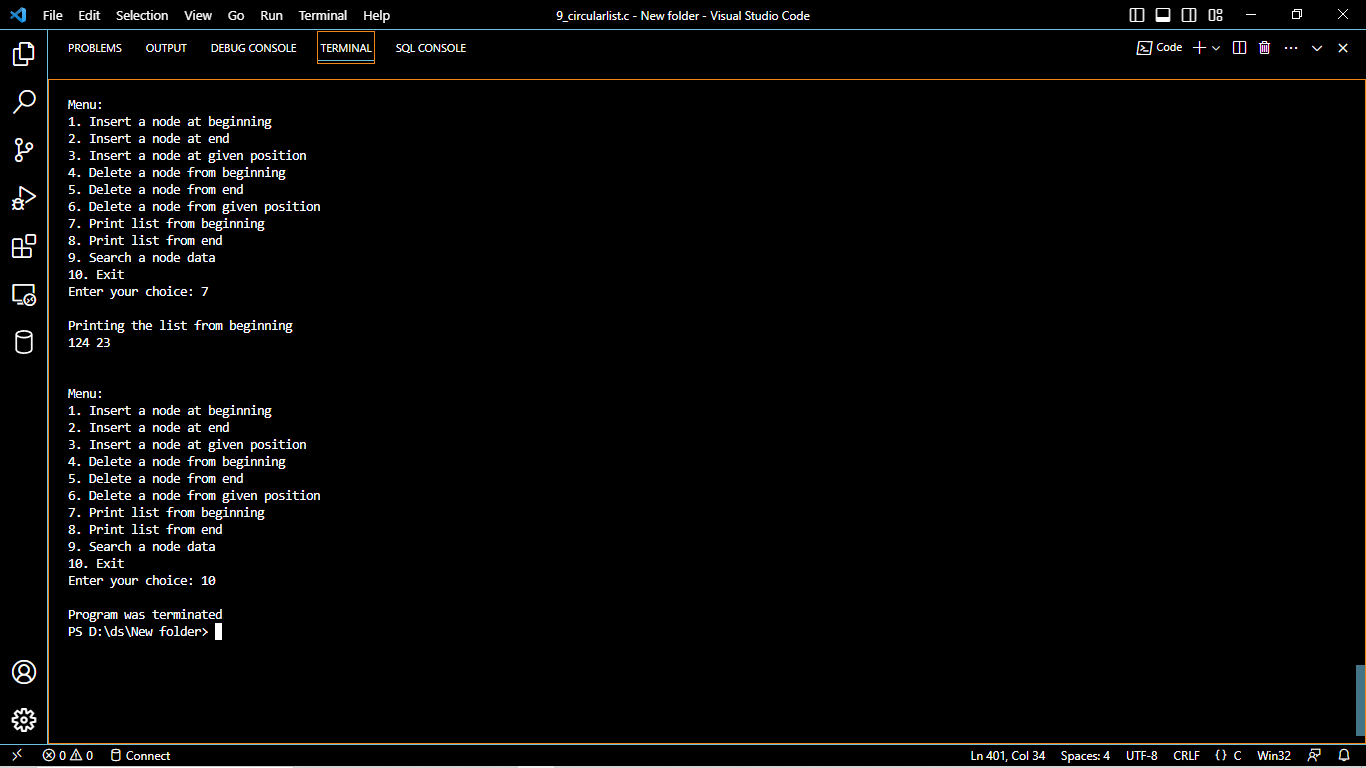 File Edit Selection View Go Run Terminal Help 9_circularlist.c - New folder - Visual Studio Code
PROBLEMS OUTPUT DEBUG CONSOLE TERMINAL SQL CONSOLE Code
Menu:
1. Insert a node at beginning
2. Insert a node at end
3. Insert a node at given position
4. Delete a node from beginning
5. Delete a node from end
6. Delete a node from given position
7. Print list from beginning
8. Print list from end
9. Search a node data
10. Exit
Enter your choice: 7
Printing the list from beginning
124 23
Menu:
1. Insert a node at beginning
2. Insert a node at end
3. Insert a node at given position
4. Delete a node from beginning
5. Delete a node from end
6. Delete a node from given position
7. Print list from beginning
8. Print list from end
9. Search a node data
10. Exit
Enter your choice: 10
Program was terminated
PS D:\ds\New folder>
0 0 Connect Ln 401, Col 34 Spaces: 4 UTF-8 CRLF {} C Win32